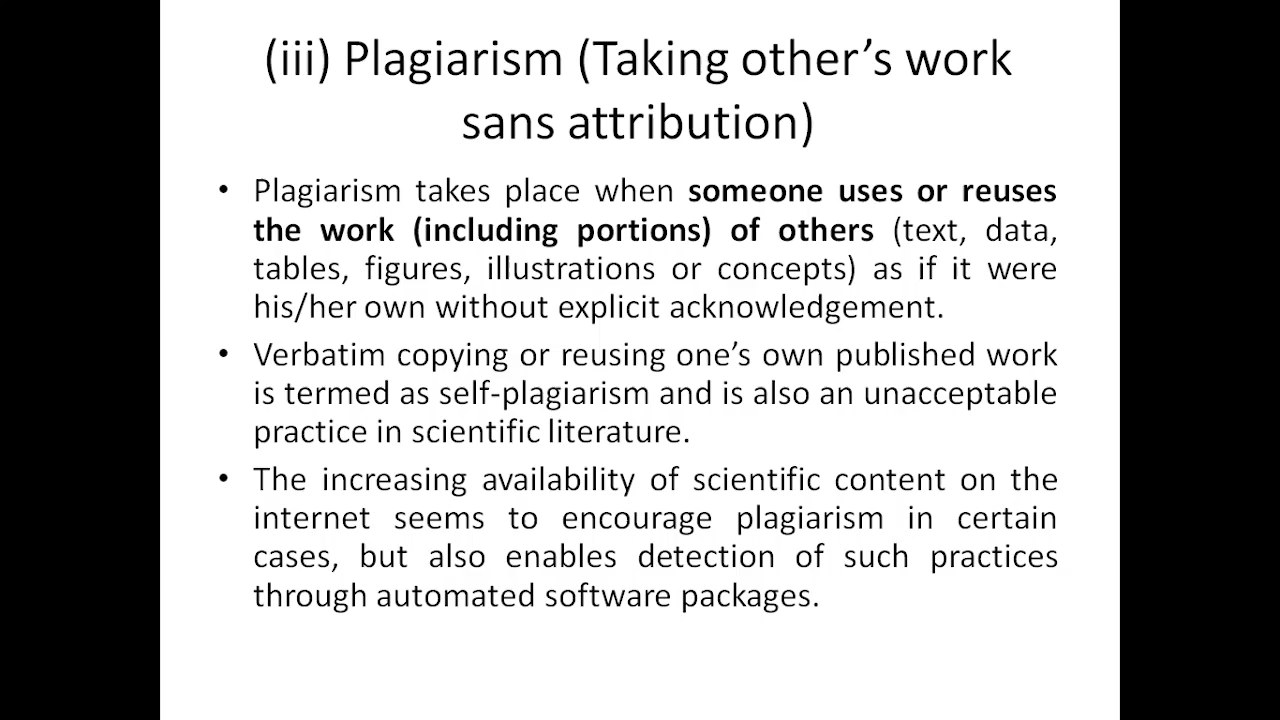 (iii) Plagiarism (Taking other’s work
sans attribution)
• Plagiarism takes place when someone uses or reuses
the work (including portions) of others (text, data,
tables, figures, illustrations or concepts) as if it were
his/her own without explicit acknowledgement.
• Verbatim copying or reusing one’s own published work
is termed as self-plagiarism and is also an unacceptable
practice in scientific literature.
• The increasing availability of scientific content on the
internet seems to encourage plagiarism in certain
cases, but also enables detection of such practices
through automated software packages.